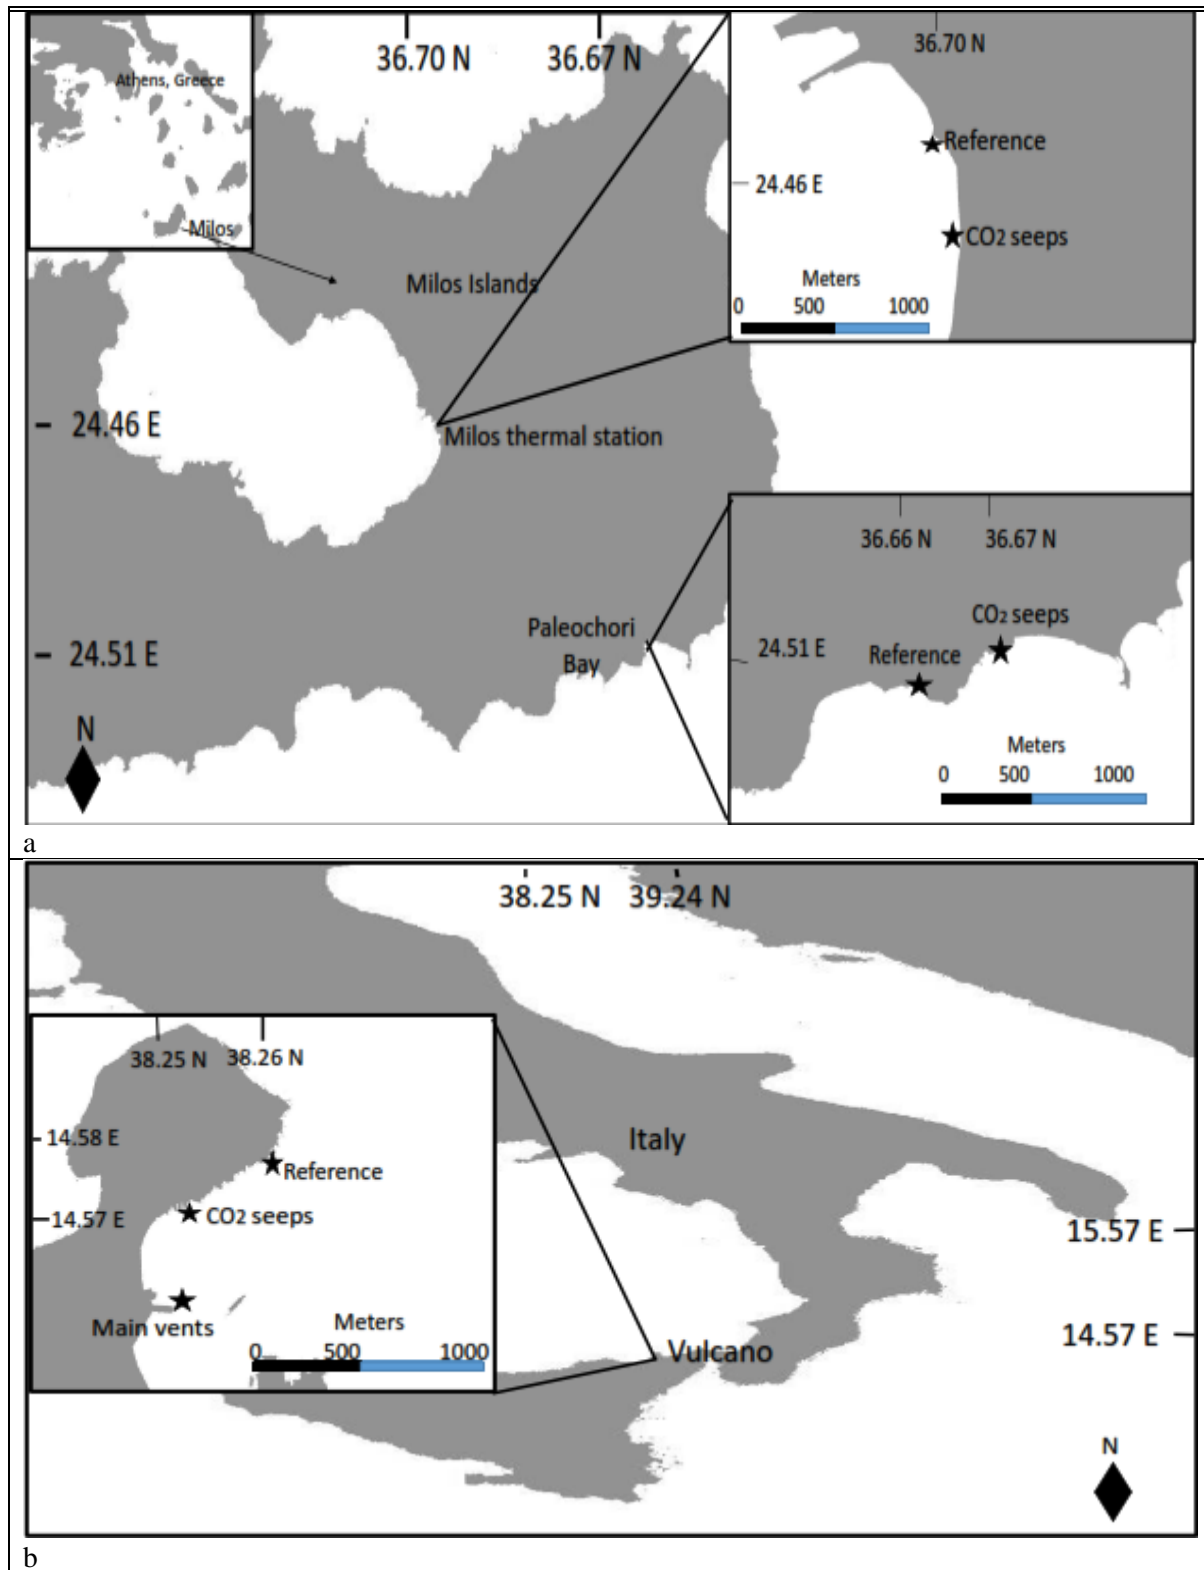 36.70 N
36.67 N
Athens, Greece
Milos
Milos Islands
24.46 E
Milos thermal station
24.51 E
Paleochori
Bay
N
36.70 N
Reference
24.46 E
CO2 seeps
Meters
0 500 1000
36.66 N 36.67 N
CO2 seeps
24.51 E
Reference
Meters
0 500 1000
a
38.25 N 39.24 N
38.25 N 38.26 N
14.58 E
Reference
14.57 E
CO2 seeps
Main vents
Meters
0 500 1000
Italy
15.57 E
14.57 E
Vulcano
N
b